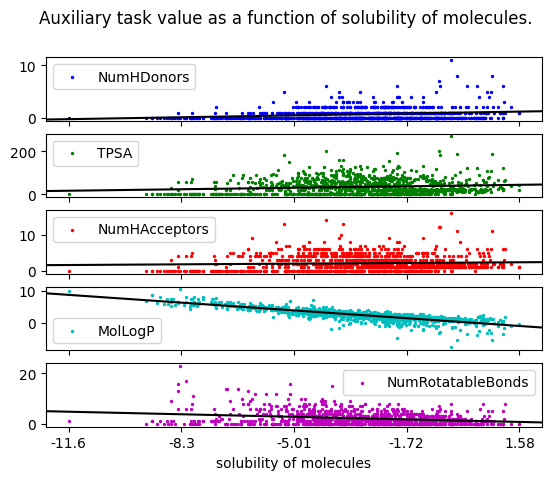 Auxiliary task value as a function of solubility of molecules.
10
0
NumHDonors
200
0
TPSA
10
0
NumHAcceptors
10
0
MolLogP
20
0
NumRotatableBonds
-11.6 -8.3 -5.01 -1.72 1.58
solubility of molecules